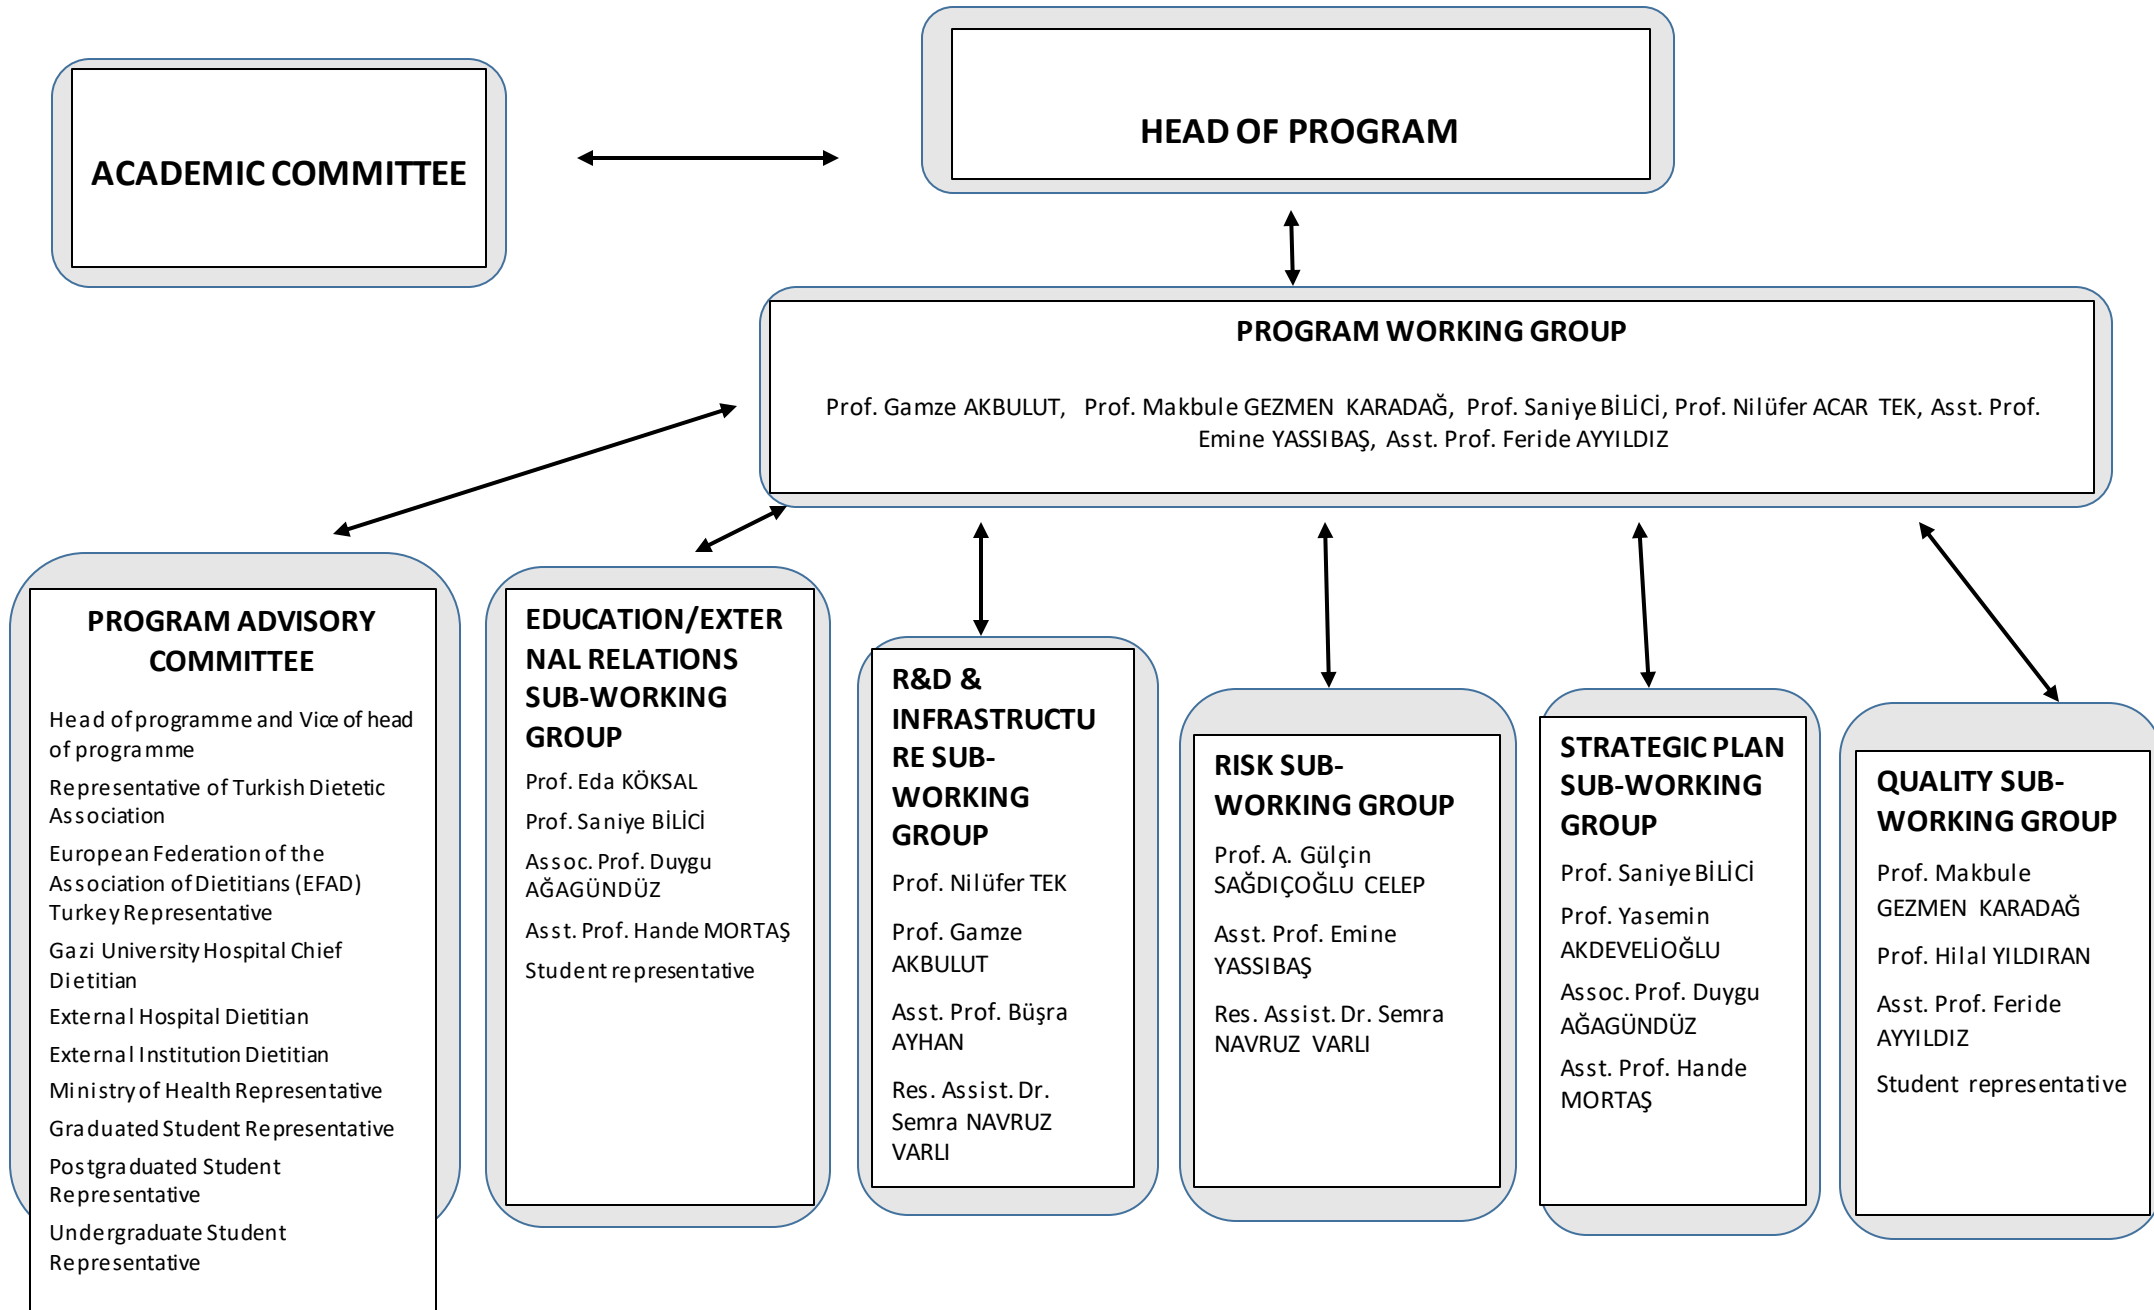 ACADEMIC COMMITTEE
HEAD OF PROGRAM
PROGRAM WORKING GROUP
Prof. Gamze AKBULUT, Prof. Makbule GEZMEN KARADAĞ, Prof. Saniye BİLİCİ, Prof. Nilüfer ACAR TEK, Asst. Prof.
Emine YASSIBAŞ, Asst. Prof. Feride AYYILDIZ
PROGRAM ADVISORY
COMMITTEE
Head of programme and Vice of head
of programme
Representative of Turkish Dietetic
Association
European Federation of the
Association of Dietitians (EFAD)
Turkey Representative
Gazi University Hospital Chief
Dietitian
External Hospital Dietitian
External Institution Dietitian
Ministry of Health Representative
Graduated Student Representative
Postgraduated Student
Representative
Undergraduate Student
Representative
EDUCATION/EXTER
NAL RELATIONS
SUB-WORKING
GROUP
Prof. Eda KÖKSAL
Prof. Saniye BİLİCİ
Assoc. Prof. Duygu
AĞAGÜNDÜZ
Asst. Prof. Hande MORTAŞ
Student representative
R&D &
INFRASTRUCTU
RE SUB-
WORKING
GROUP
Prof. Nilüfer TEK
Prof. Gamze
AKBULUT
Asst. Prof. Büşra
AYHAN
Res. Assist. Dr.
Semra NAVRUZ
VARLI
RISK SUB-
WORKING GROUP
Prof. A. Gülçin
SAĞDIÇOĞLU CELEP
Asst. Prof. Emine
YASSIBAŞ
Res. Assist. Dr. Semra
NAVRUZ VARLI
STRATEGIC PLAN
SUB-WORKING
GROUP
Prof. Saniye BİLİCİ
Prof. Yasemin
AKDEVELİOĞLU
Assoc. Prof. Duygu
AĞAGÜNDÜZ
Asst. Prof. Hande
MORTAŞ
QUALITY SUB-
WORKING GROUP
Prof. Makbule
GEZMEN KARADAĞ
Prof. Hilal YILDIRAN
Asst. Prof. Feride
AYYILDIZ
Student representative